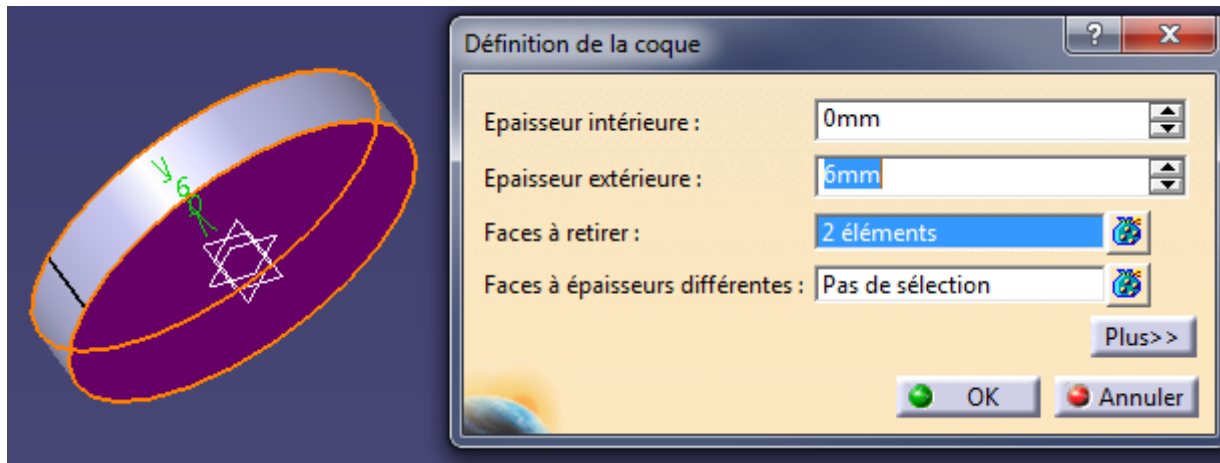 Définition de la coque
?
X
Epaisseur intérieure :
0mm
Epaisseur extérieure :
6mm
Faces à retirer :
2 éléments
Faces à épaisseurs différentes :
Pas de sélection
Plus>>
OK
Annuler
6
0